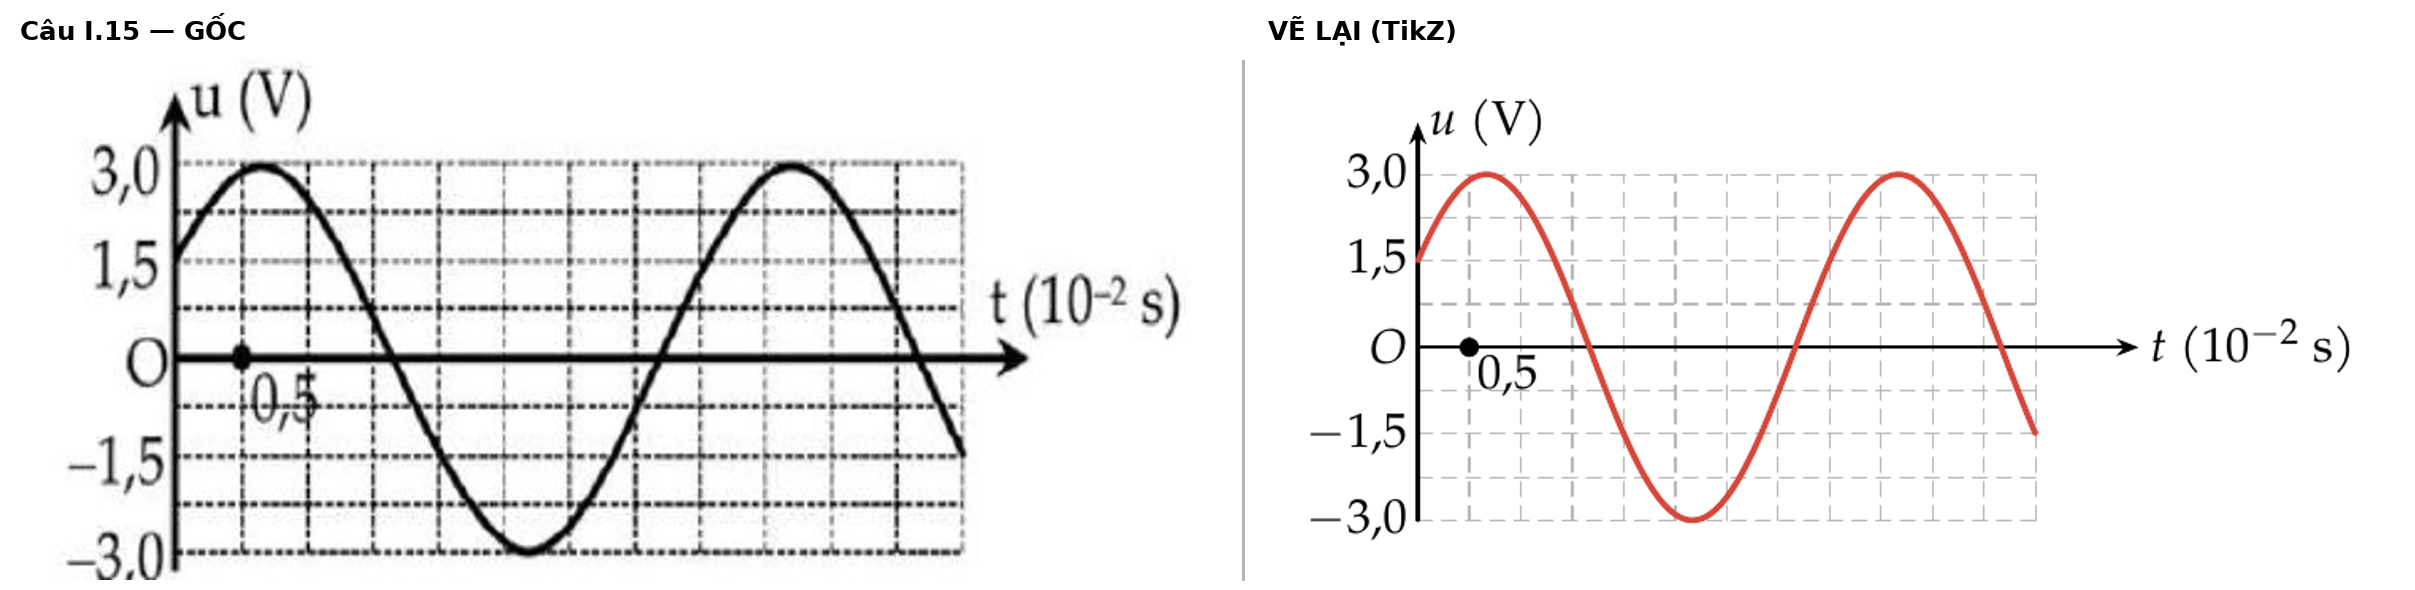 Câu I.15 — GỐC
u (V)
3,0
1,5
O
0,5
–1,5
–3,0
t (10–2 s)
VẼ LẠI (TikZ)
u (V)
3,0
1,5
O
0,5
−1,5
−3,0
t (10−2 s)